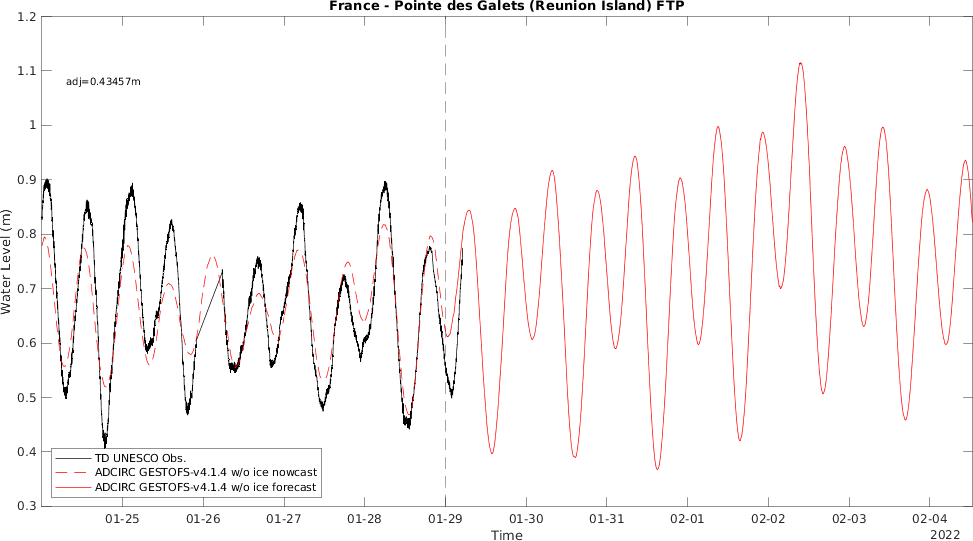 France - Pointe des Galets (Reunion Island) FTP
1.2
1.1
1
0.9
0.8
0.7
0.6
0.5
0.4
0.3
Water Level (m)
adj=0.43457m
TD UNESCO Obs.
ADCIRC GESTOFS-v4.1.4 w/o ice nowcast
ADCIRC GESTOFS-v4.1.4 w/o ice forecast
01-25 01-26 01-27 01-28 01-29 01-30 01-31 02-01 02-02 02-03 02-04
2022
Time